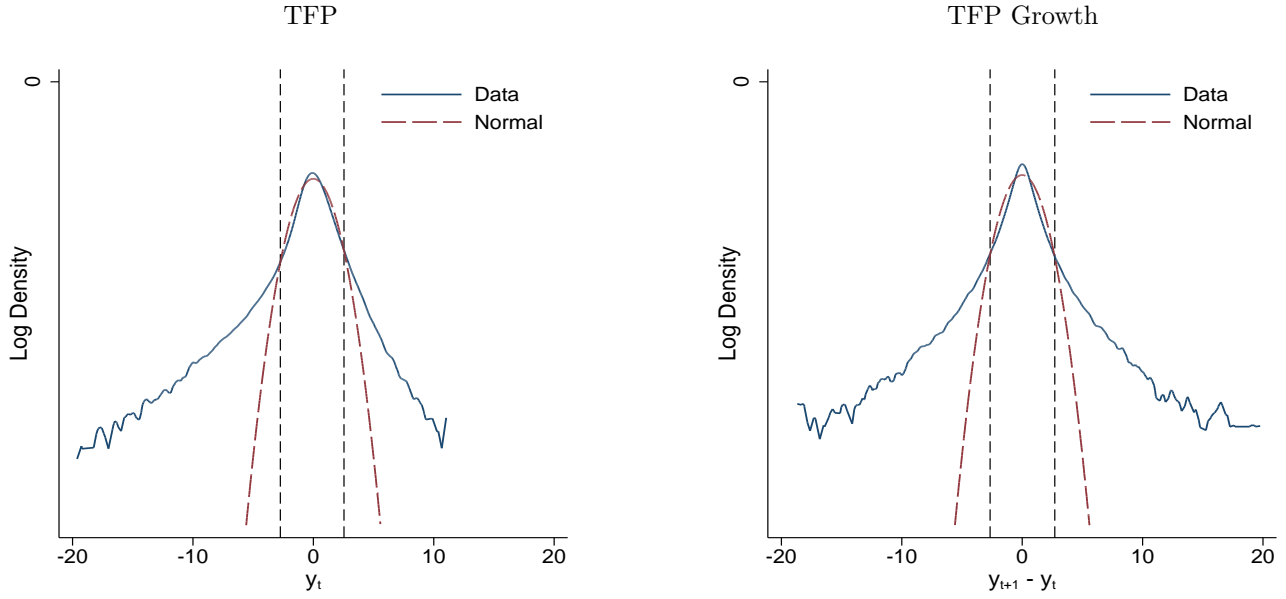 TFP
0
Data
Normal
Log Density
-20 -10 0 10 20
yt
TFP Growth
0
Data
Normal
Log Density
-20 -10 0 10 20
yt+1 - yt